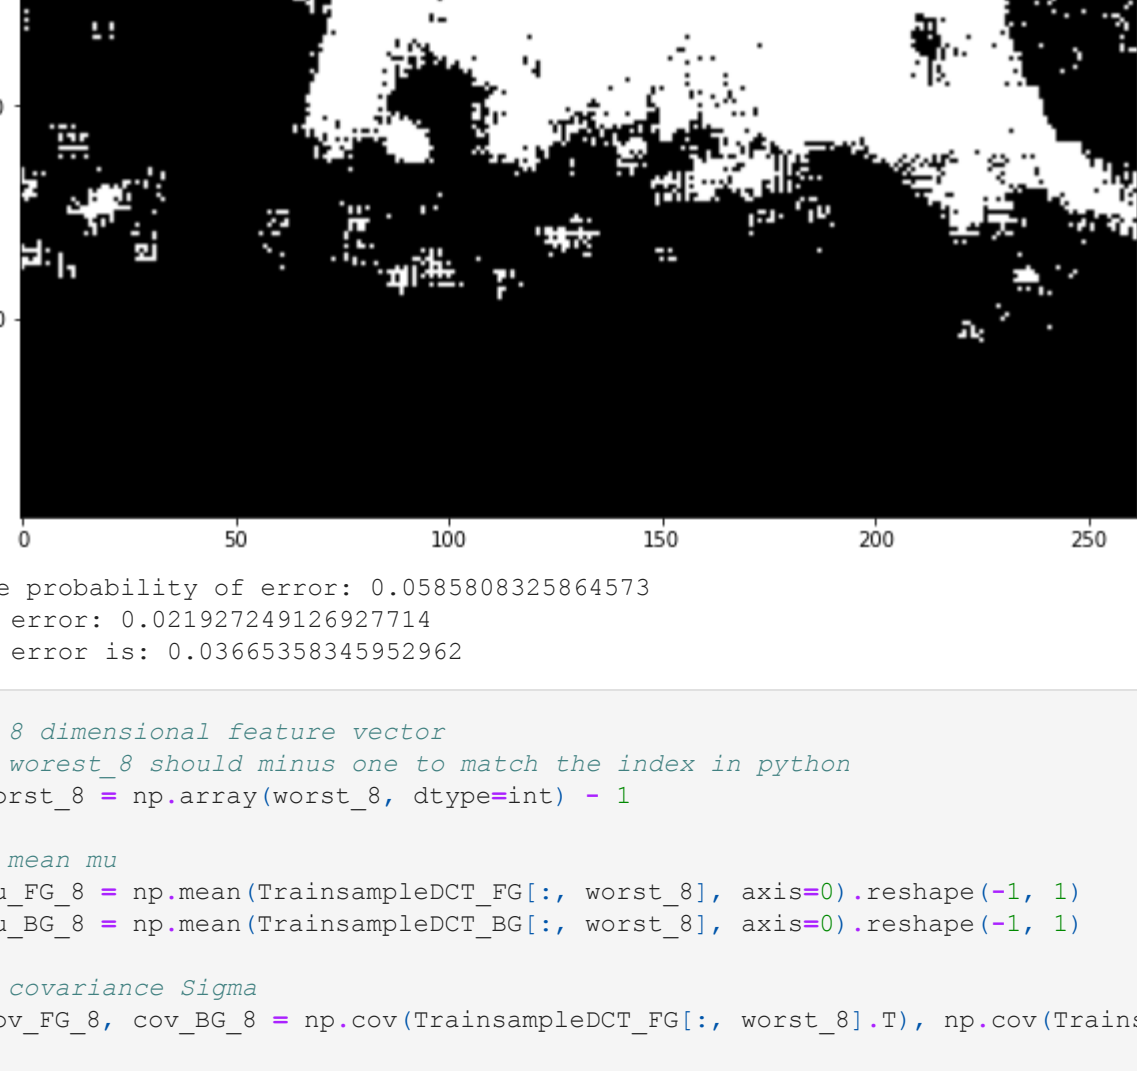 0
0
0 50 100 150 200 250
e probability of error: 0.0585808325864573
error: 0.021927249126927714
error is: 0.03665358345952962
8 dimensional feature vector
worest_8 should minus one to match the index in python
orst_8 = np.array(worst_8, dtype=int) - 1
mean mu
u_FG_8 = np.mean(TrainsampleDCT_FG[:, worst_8], axis=0).reshape(-1, 1)
u_BG_8 = np.mean(TrainsampleDCT_BG[:, worst_8], axis=0).reshape(-1, 1)
covariance Sigma
ov_FG_8, cov_BG_8 = np.cov(TrainsampleDCT_FG[:, worst_8].T), np.cov(Trains